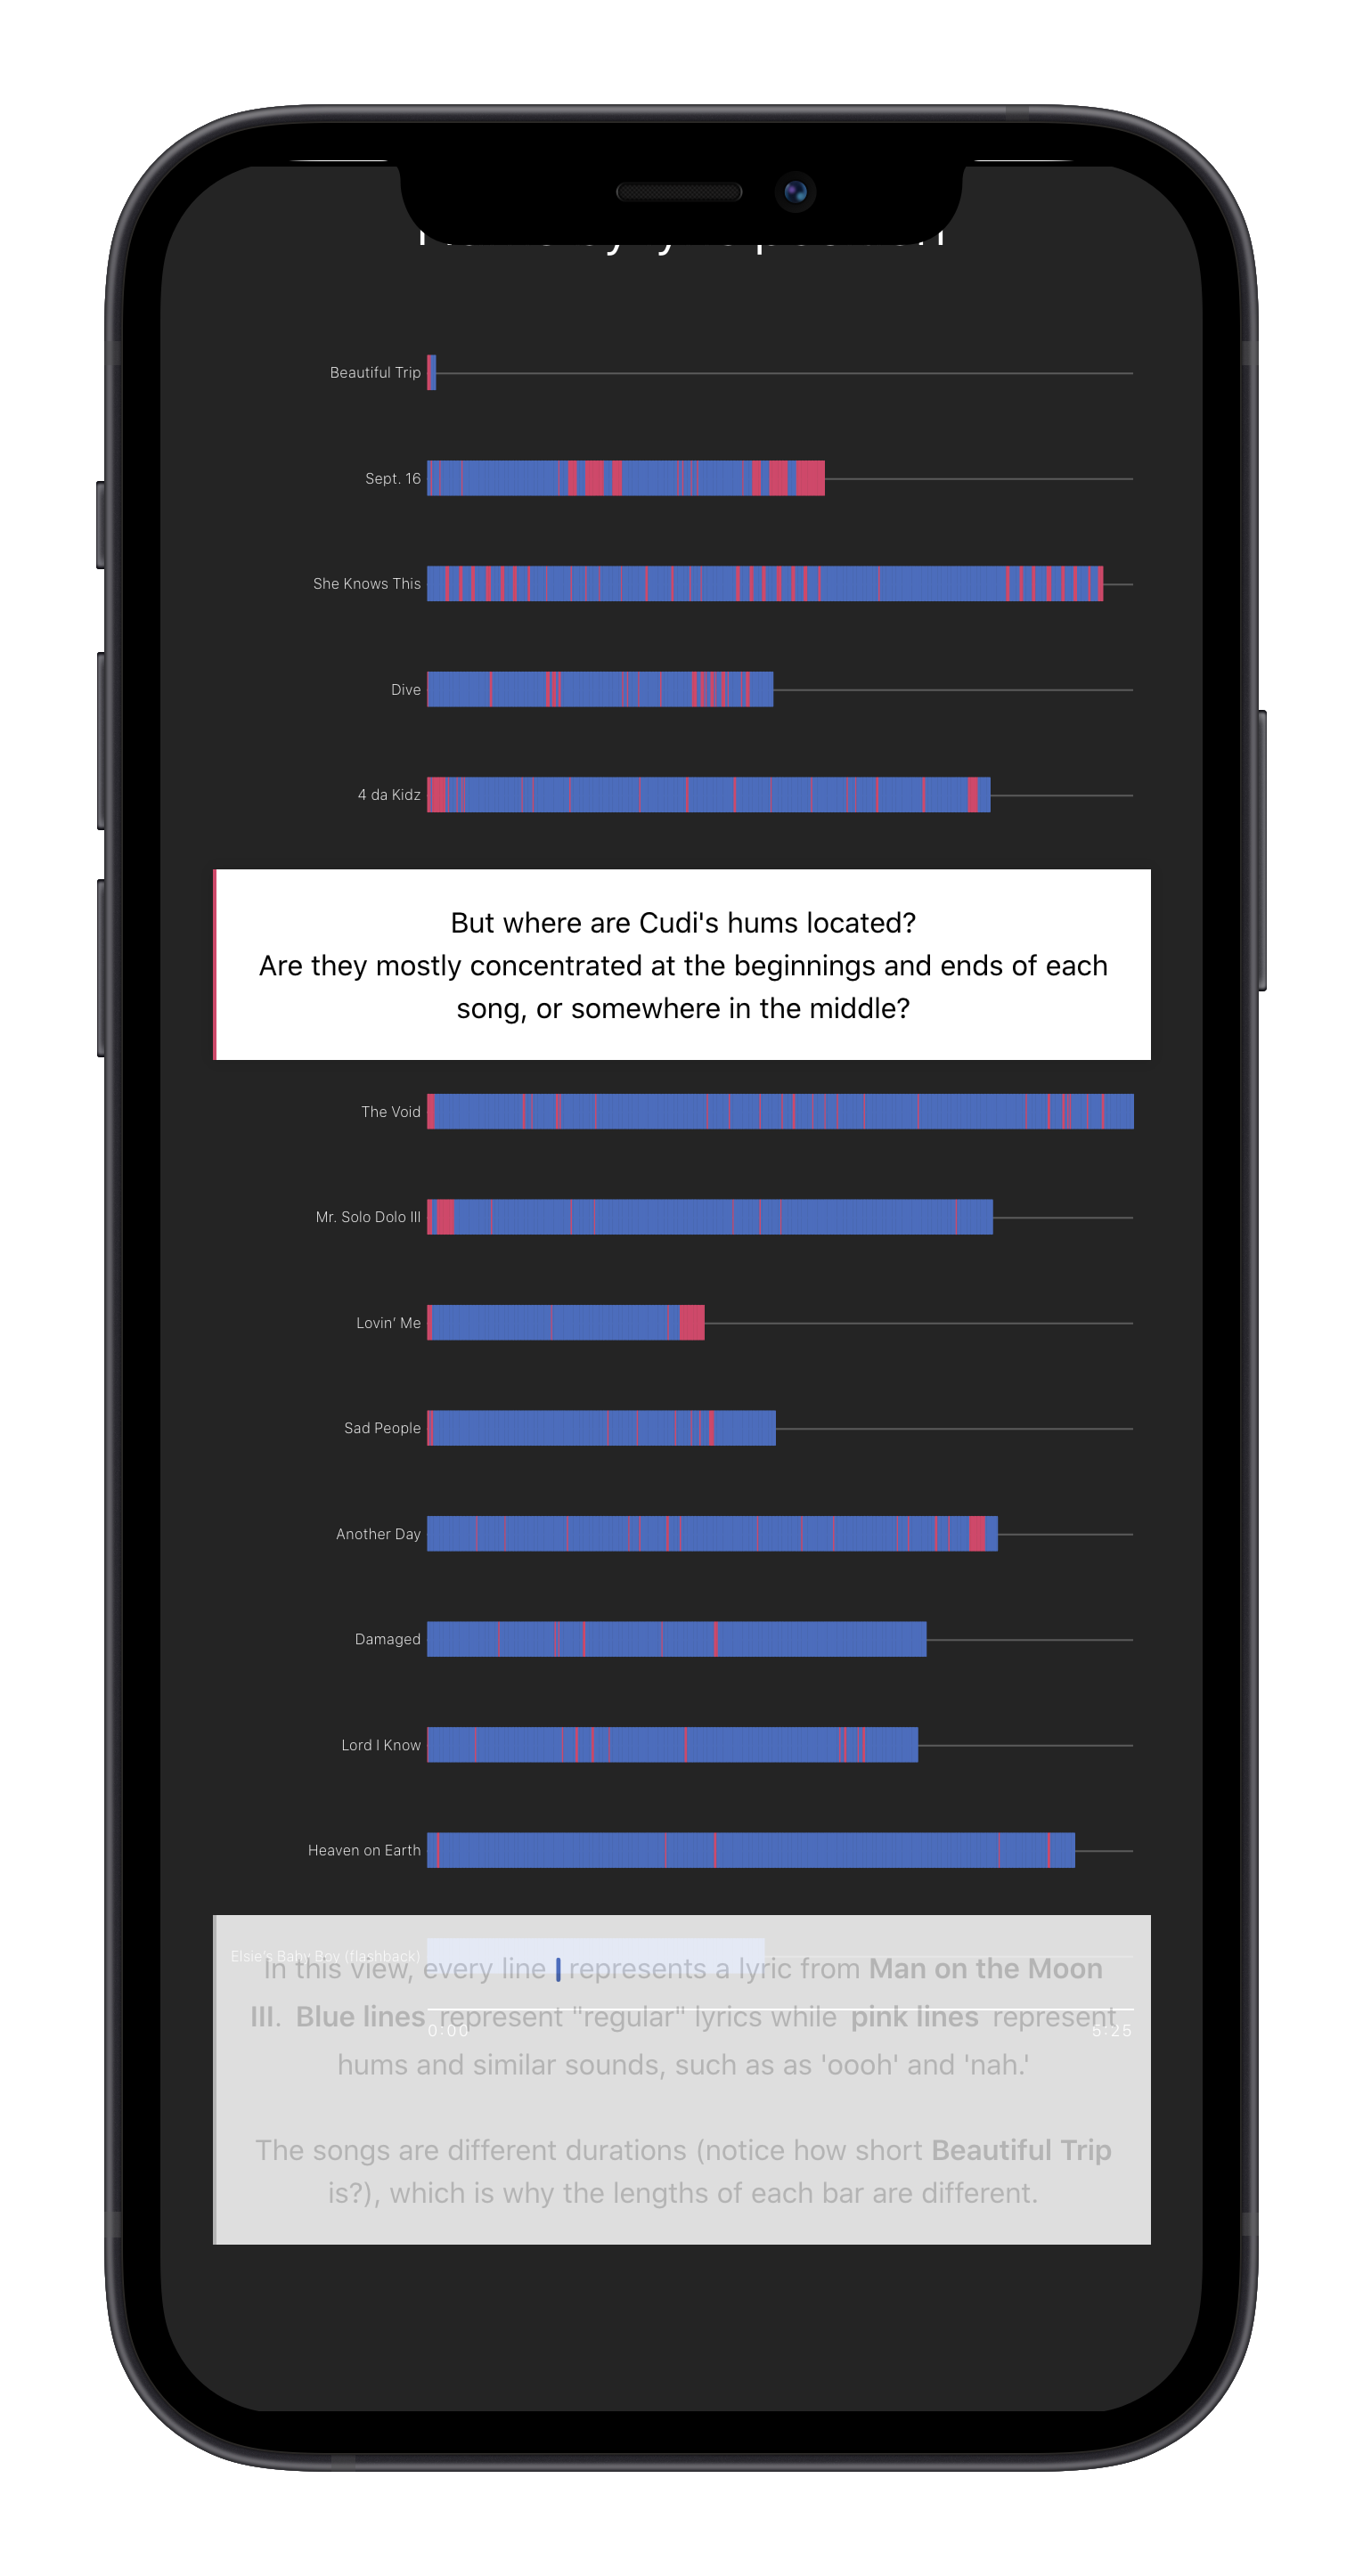 Beautiful Trip
Sept. 16
She Knows This
Dive
4 da Kidz
But where are Cudi's hums located?
Are they mostly concentrated at the beginnings and ends of each
song, or somewhere in the middle?
The Void
Mr. Solo Dolo III
Lovin' Me
Sad People
Another Day
Damaged
Lord I Know
Heaven on Earth
Elsie's Baby Boy (flashback)
In this view, every line represents a lyric from Man on the Moon
III. Blue lines represent "regular" lyrics while pink lines represent
0:00 5:25
hums and similar sounds, such as as 'oooh' and 'nah.'
The songs are different durations (notice how short Beautiful Trip
is?), which is why the lengths of each bar are different.